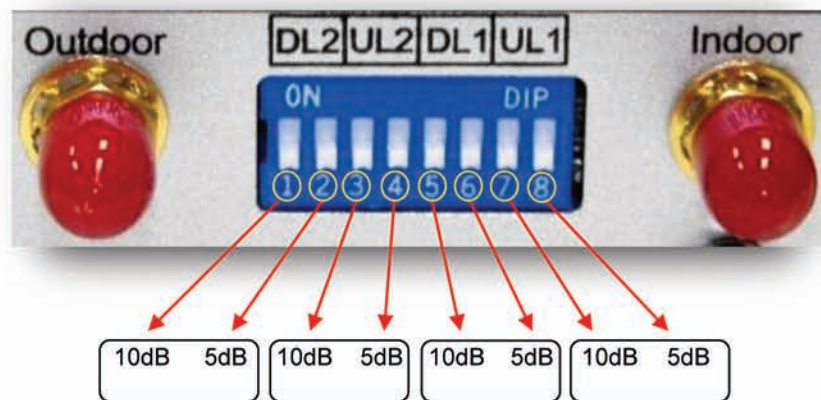 Outdoor DL2 UL2 DL1 UL1 Indoor
ON DIP
1 2 3 4 5 6 7 8
10dB 5dB 10dB 5dB 10dB 5dB 10dB 5dB